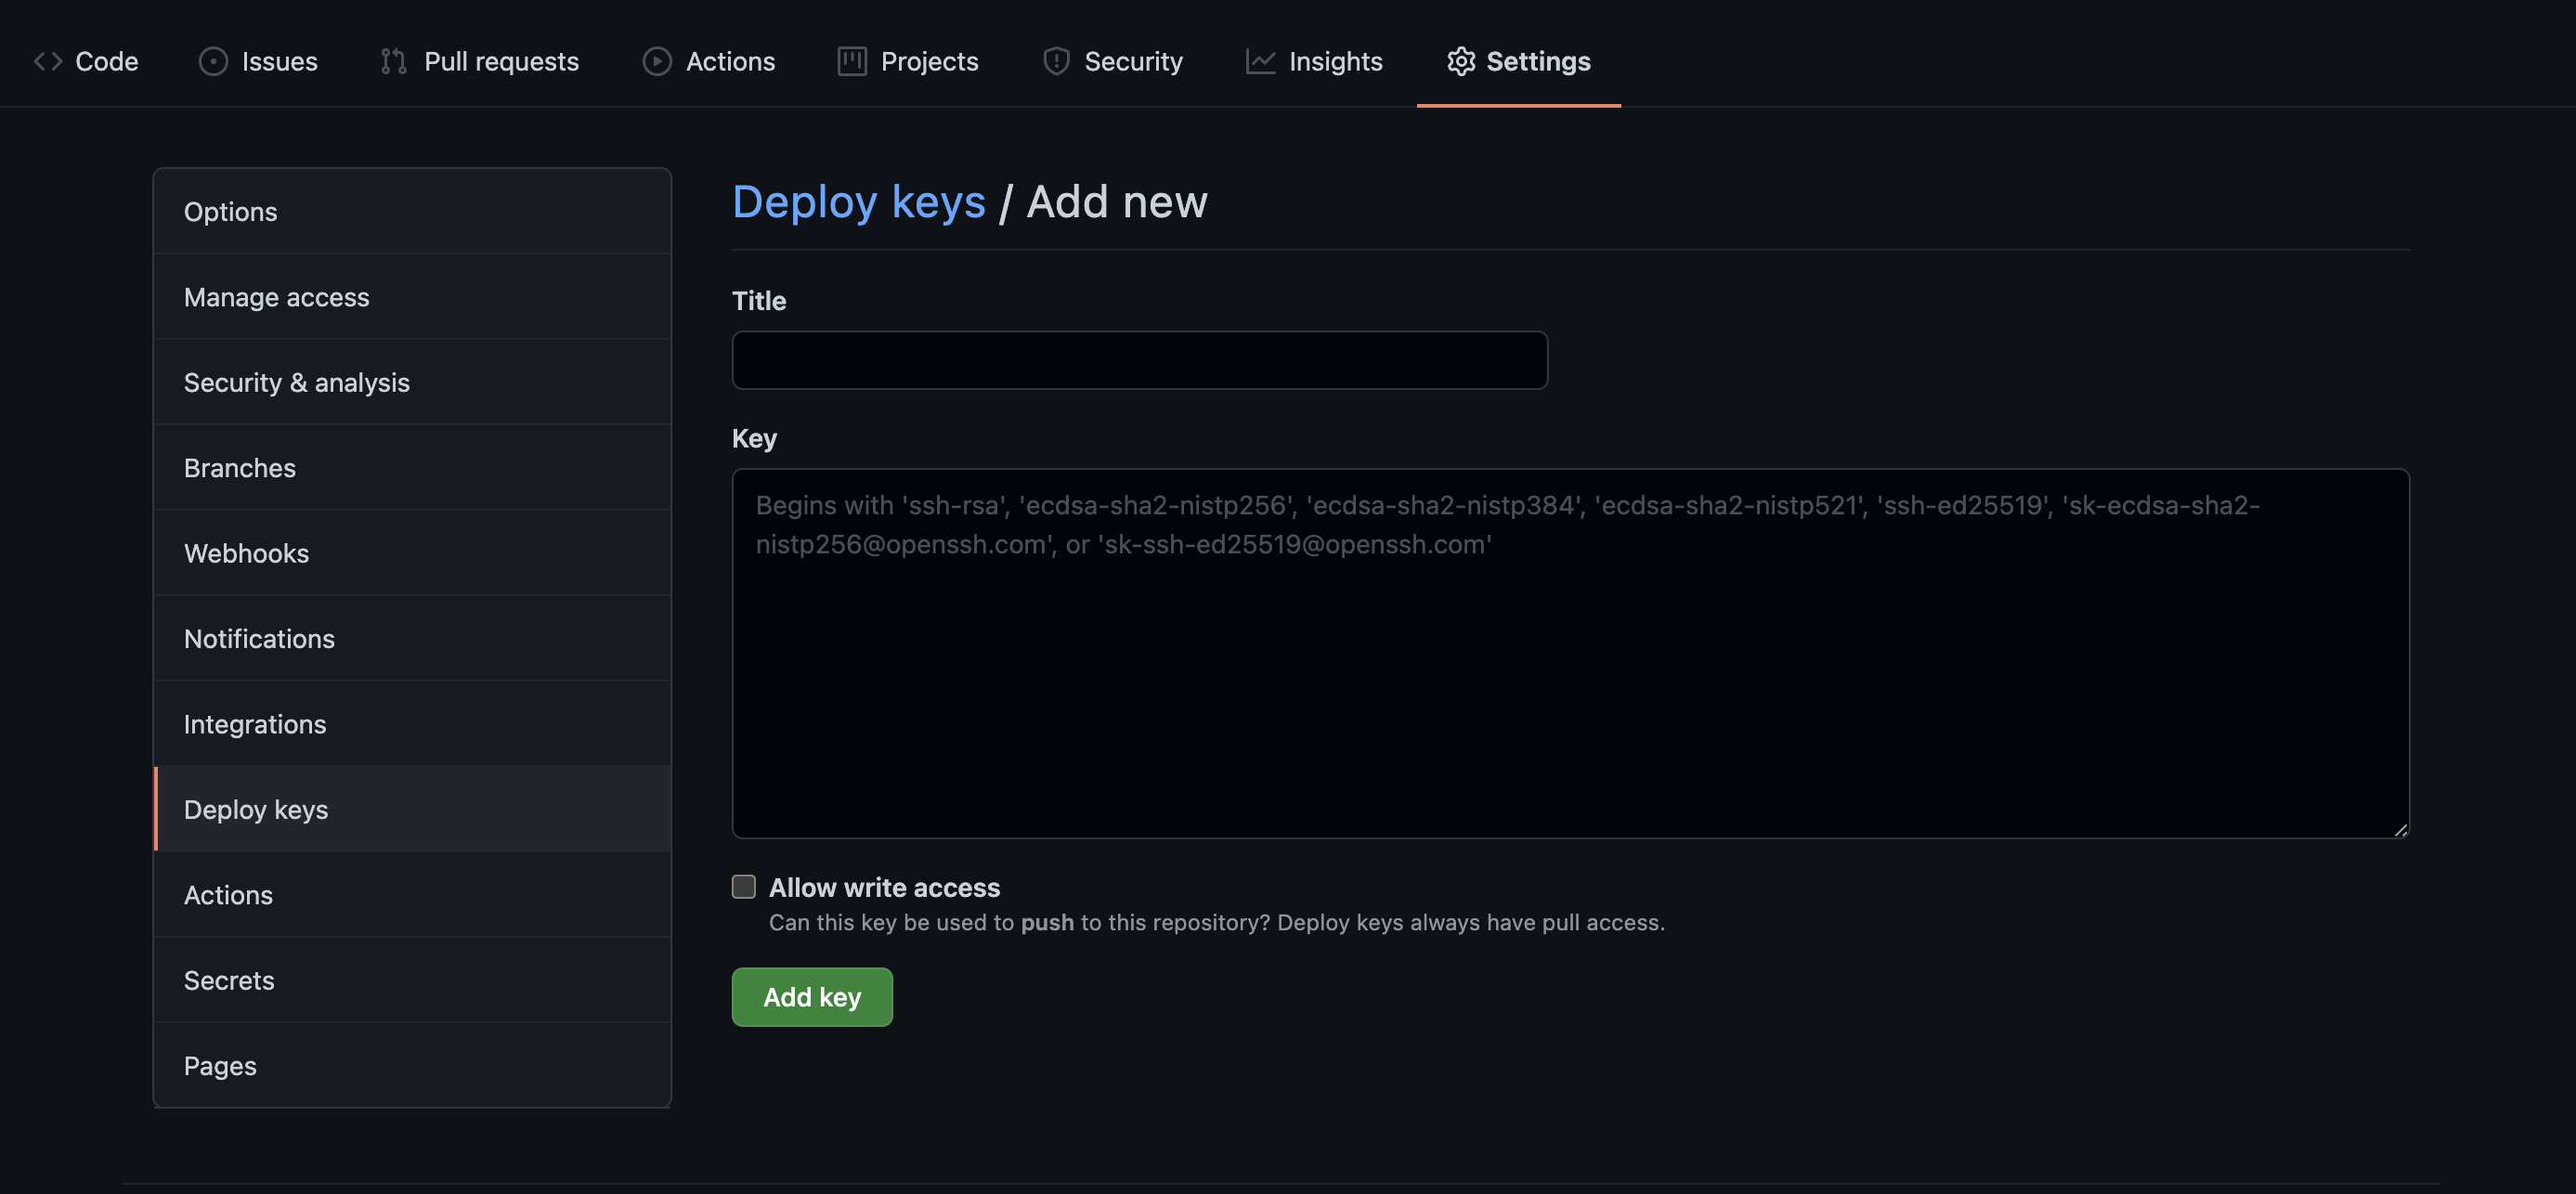 Code Issues Pull requests Actions Projects Security Insights Settings
Options
Manage access
Security & analysis
Branches
Webhooks
Notifications
Integrations
Deploy keys
Actions
Secrets
Pages
Deploy keys / Add new
Title
Key
Begins with 'ssh-rsa', 'ecdsa-sha2-nistp256', 'ecdsa-sha2-nistp384', 'ecdsa-sha2-nistp521', 'ssh-ed25519', 'sk-ecdsa-sha2-
nistp256@openssh.com', or 'sk-ssh-ed25519@openssh.com'
Allow write access
Can this key be used to push to this repository? Deploy keys always have pull access.
Add key